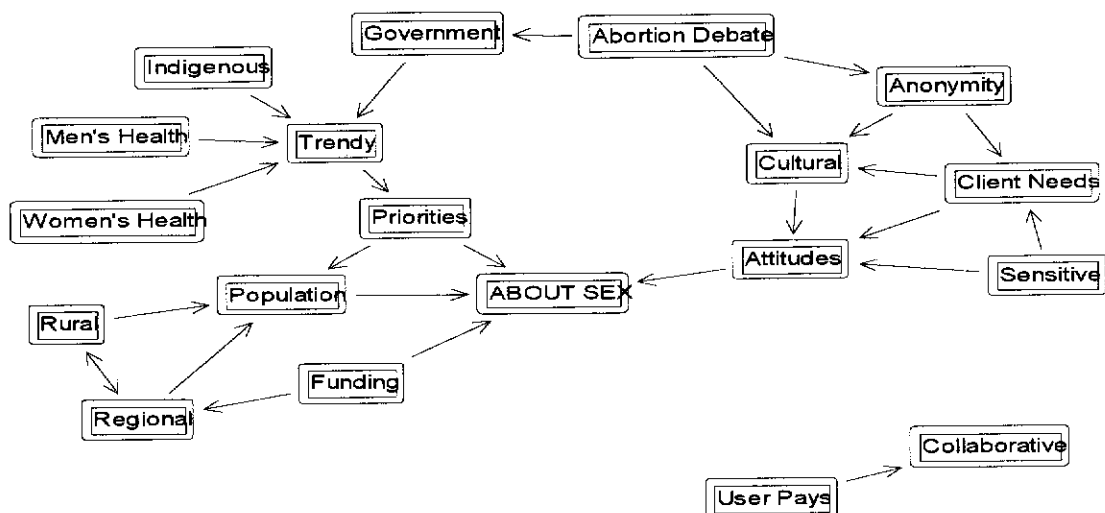 Government
Abortion Debate
Indigenous
Anonymity
Men's Health
Trendy
Cultural
Client Needs
Women's Health
Priorities
Attitudes
Sensitive
Population
ABOUT SEX
Rural
Funding
Regional
Collaborative
User Pays